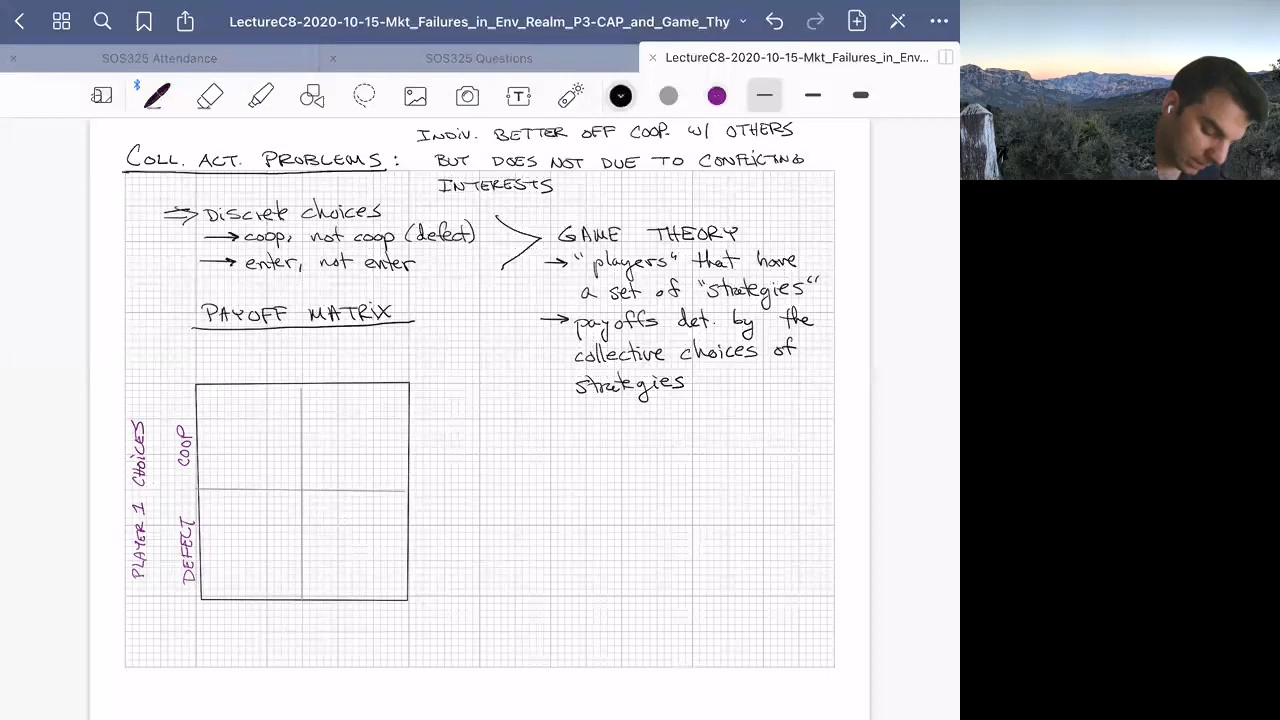 LectureC8-2020-10-15-Mkt_Failures_in_Env_Realm_P3-CAP_and_Game_Thy
SOS325 Attendance
SOS325 Questions
LectureC8-2020-10-15-Mkt_Failures_in_Env...
INDIV. BETTER OFF COOP. W/ OTHERS
COLL. ACT. PROBLEMS: BUT DOES NOT DUE TO CONFLICTING
INTERESTS
⇒ Discrete choices
→ coop, not coop (defect)
→ enter, not enter
GAME THEORY
→ "players" that have
a set of "strategies"
→ payoffs det. by the
collective choices of
strategies
PAYOFF MATRIX
PLAYER 1 CHOICES
COOP
DEFECT